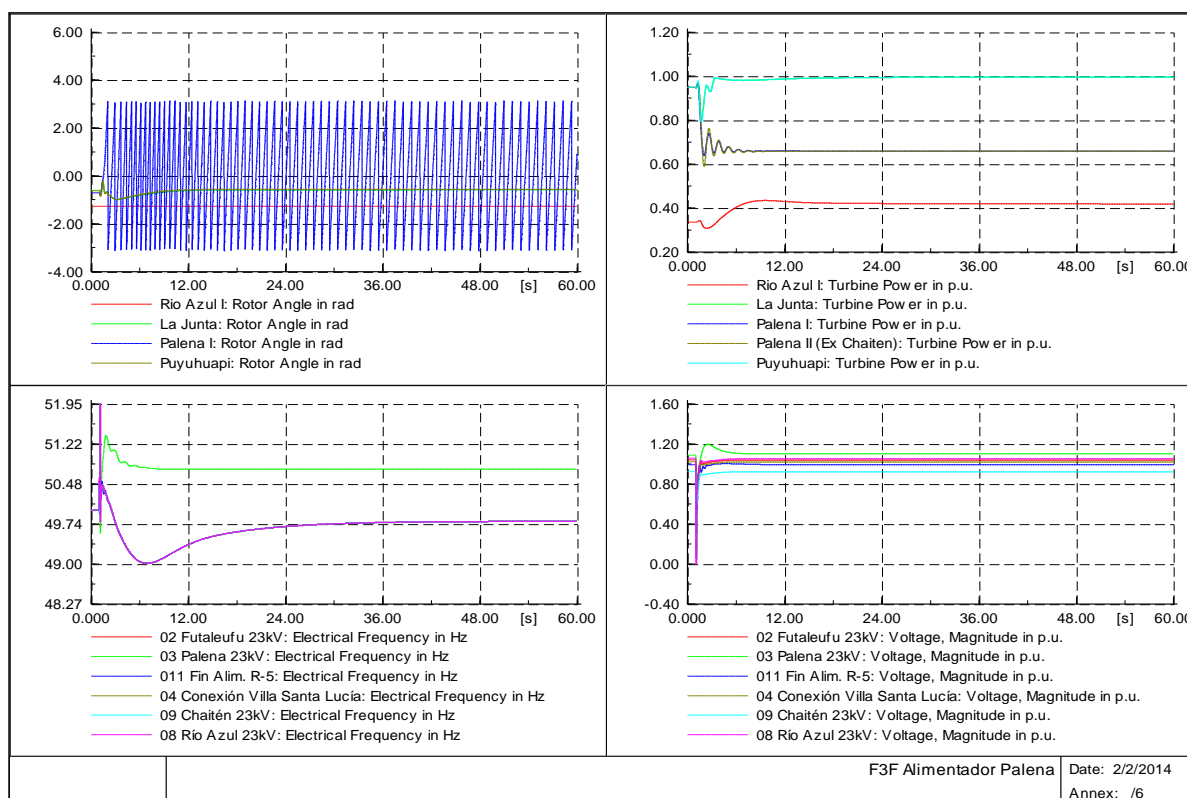 6.00
4.00
2.00
0.00
-2.00
-4.00
0.000 12.00 24.00 36.00 48.00 [s] 60.00
Rio Azul I: Rotor Angle in rad
La Junta: Rotor Angle in rad
Palena I: Rotor Angle in rad
Puyuhuapi: Rotor Angle in rad
1.20
1.00
0.80
0.60
0.40
0.20
0.000 12.00 24.00 36.00 48.00 [s] 60.00
Rio Azul I: Turbine Power in p.u.
La Junta: Turbine Power in p.u.
Palena I: Turbine Power in p.u.
Palena II (Ex Chaiten): Turbine Power in p.u.
Puyuhuapi: Turbine Power in p.u.
51.95
51.22
50.48
49.74
49.00
48.27
0.000 12.00 24.00 36.00 48.00 [s] 60.00
02 Futaleufu 23kV: Electrical Frequency in Hz
03 Palena 23kV: Electrical Frequency in Hz
011 Fin Alim. R-5: Electrical Frequency in Hz
04 Conexión Villa Santa Lucía: Electrical Frequency in Hz
09 Chaitén 23kV: Electrical Frequency in Hz
08 Río Azul 23kV: Electrical Frequency in Hz
1.60
1.20
0.80
0.40
0.00
-0.40
0.000 12.00 24.00 36.00 48.00 [s] 60.00
02 Futaleufu 23kV: Voltage, Magnitude in p.u.
03 Palena 23kV: Voltage, Magnitude in p.u.
011 Fin Alim. R-5: Voltage, Magnitude in p.u.
04 Conexión Villa Santa Lucía: Voltage, Magnitude in p.u.
09 Chaitén 23kV: Voltage, Magnitude in p.u.
08 Río Azul 23kV: Voltage, Magnitude in p.u.
F3F Alimentador Palena
Date: 2/2/2014
Annex: /6